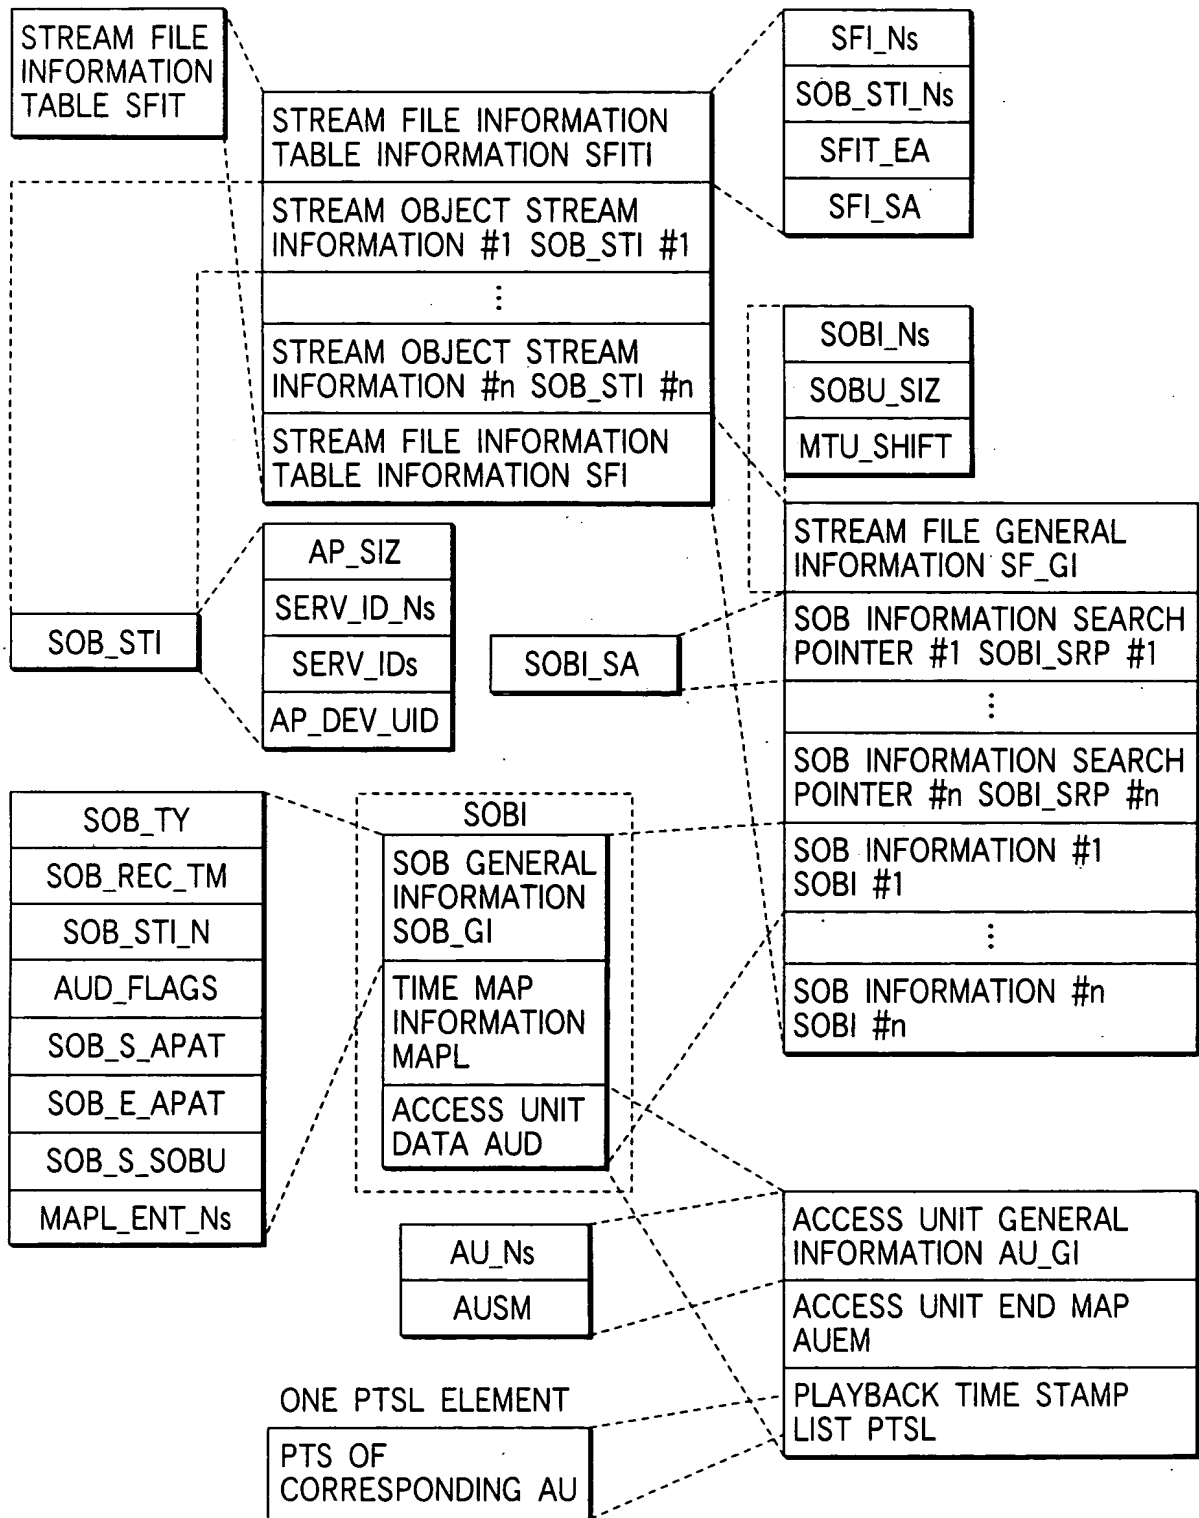 STREAM FILE
INFORMATION
TABLE SFIT
STREAM FILE INFORMATION
TABLE INFORMATION SFITI
STREAM OBJECT STREAM
INFORMATION #1 SOB_STI #1
⋮
STREAM OBJECT STREAM
INFORMATION #n SOB_STI #n
STREAM FILE INFORMATION
TABLE INFORMATION SFI
SFI_Ns
SOB_STI_Ns
SFIT_EA
SFI_SA
SOBI_Ns
SOBU_SIZ
MTU_SHIFT
SOB_STI
AP_SIZ
SERV_ID_Ns
SERV_IDs
AP_DEV_UID
SOBI_SA
STREAM FILE GENERAL
INFORMATION SF_GI
SOB INFORMATION SEARCH
POINTER #1 SOBI_SRP #1
⋮
SOB INFORMATION SEARCH
POINTER #n SOBI_SRP #n
SOB INFORMATION #1
SOBI #1
⋮
SOB INFORMATION #n
SOBI #n
SOB_TY
SOB_REC_TM
SOB_STI_N
AUD_FLAGS
SOB_S_APAT
SOB_E_APAT
SOB_S_SOBU
MAPL_ENT_Ns
SOBI
SOB GENERAL
INFORMATION
SOB_GI
TIME MAP
INFORMATION
MAPL
ACCESS UNIT
DATA AUD
AU_Ns
AUSM
ACCESS UNIT GENERAL
INFORMATION AU_GI
ACCESS UNIT END MAP
AUEM
PLAYBACK TIME STAMP
LIST PTSL
ONE PTSL ELEMENT
PTS OF
CORRESPONDING AU